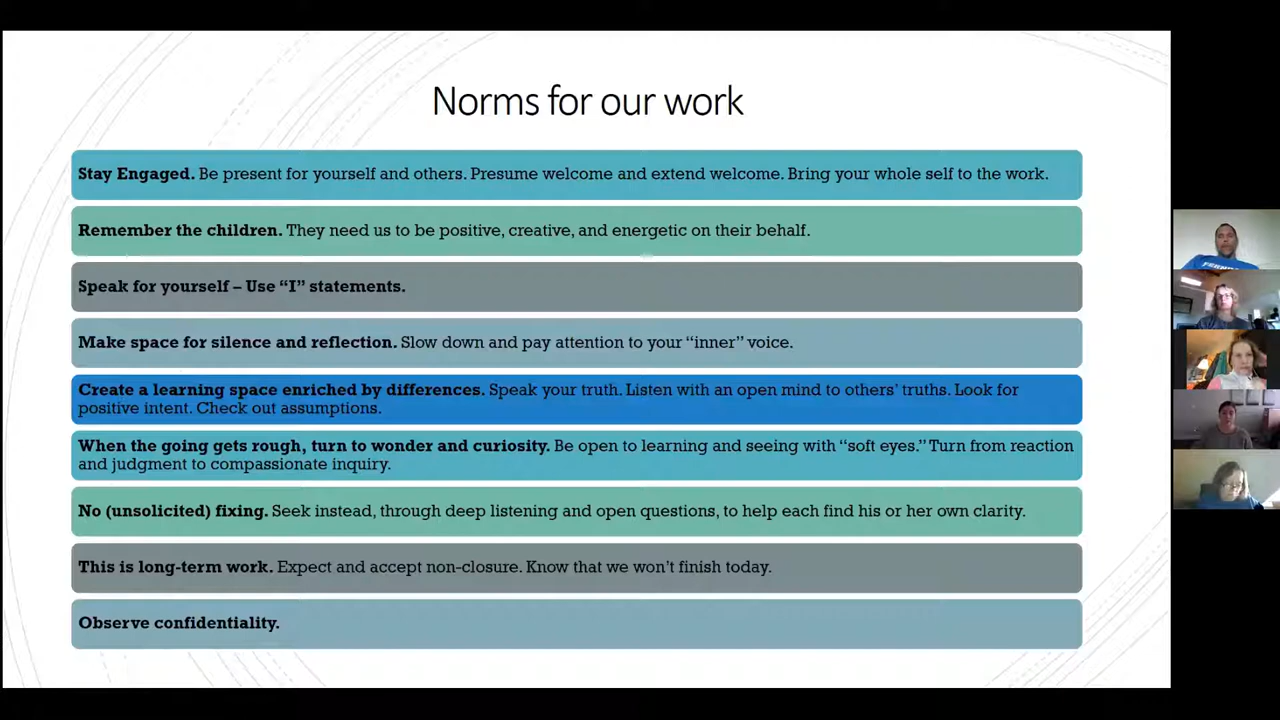 Norms for our work
Stay Engaged. Be present for yourself and others. Presume welcome and extend welcome. Bring your whole self to the work.
Remember the children. They need us to be positive, creative, and energetic on their behalf.
Speak for yourself – Use “I” statements.
Make space for silence and reflection. Slow down and pay attention to your “inner” voice.
Create a learning space enriched by differences. Speak your truth. Listen with an open mind to others’ truths. Look for
positive intent. Check out assumptions.
When the going gets rough, turn to wonder and curiosity. Be open to learning and seeing with “soft eyes.” Turn from reaction
and judgment to compassionate inquiry.
No (unsolicited) fixing. Seek instead, through deep listening and open questions, to help each find his or her own clarity.
This is long-term work. Expect and accept non-closure. Know that we won’t finish today.
Observe confidentiality.